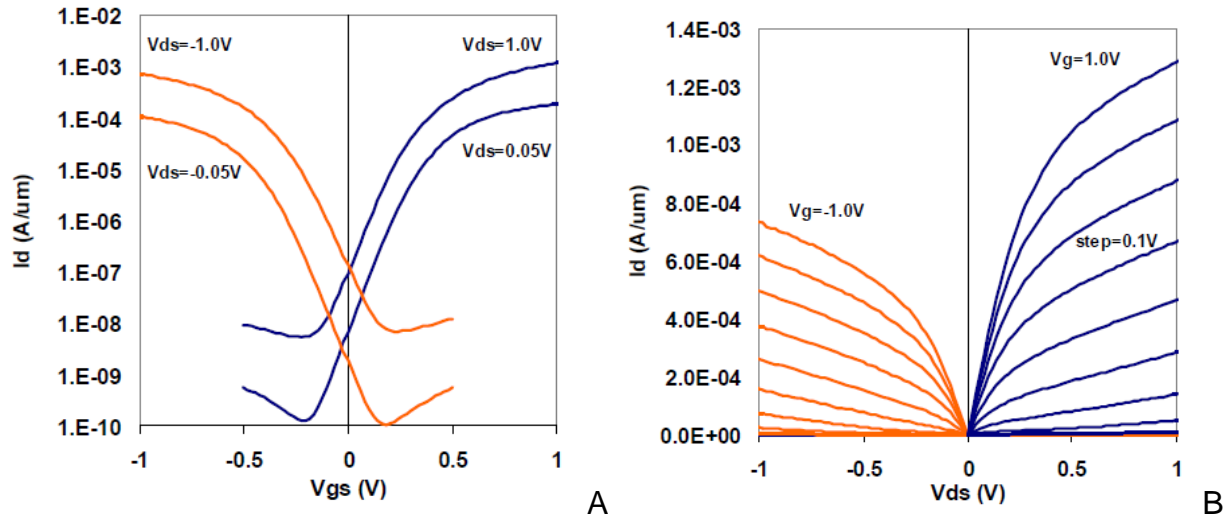 1.E-02
Vds=-1.0V
Vds=1.0V
1.E-03
1.E-04
Vds=0.05V
1.E-05
Vds=-0.05V
1.E-06
1.E-07
1.E-08
1.E-09
1.E-10
Id (A/um)
-1
-0.5
0
0.5
1
Vgs (V)
A
1.4E-03
Vg=1.0V
1.2E-03
1.0E-03
8.0E-04
Vg=-1.0V
step=0.1V
6.0E-04
4.0E-04
2.0E-04
0.0E+00
Id (A/um)
-1
-0.5
0
0.5
1
Vds (V)
B